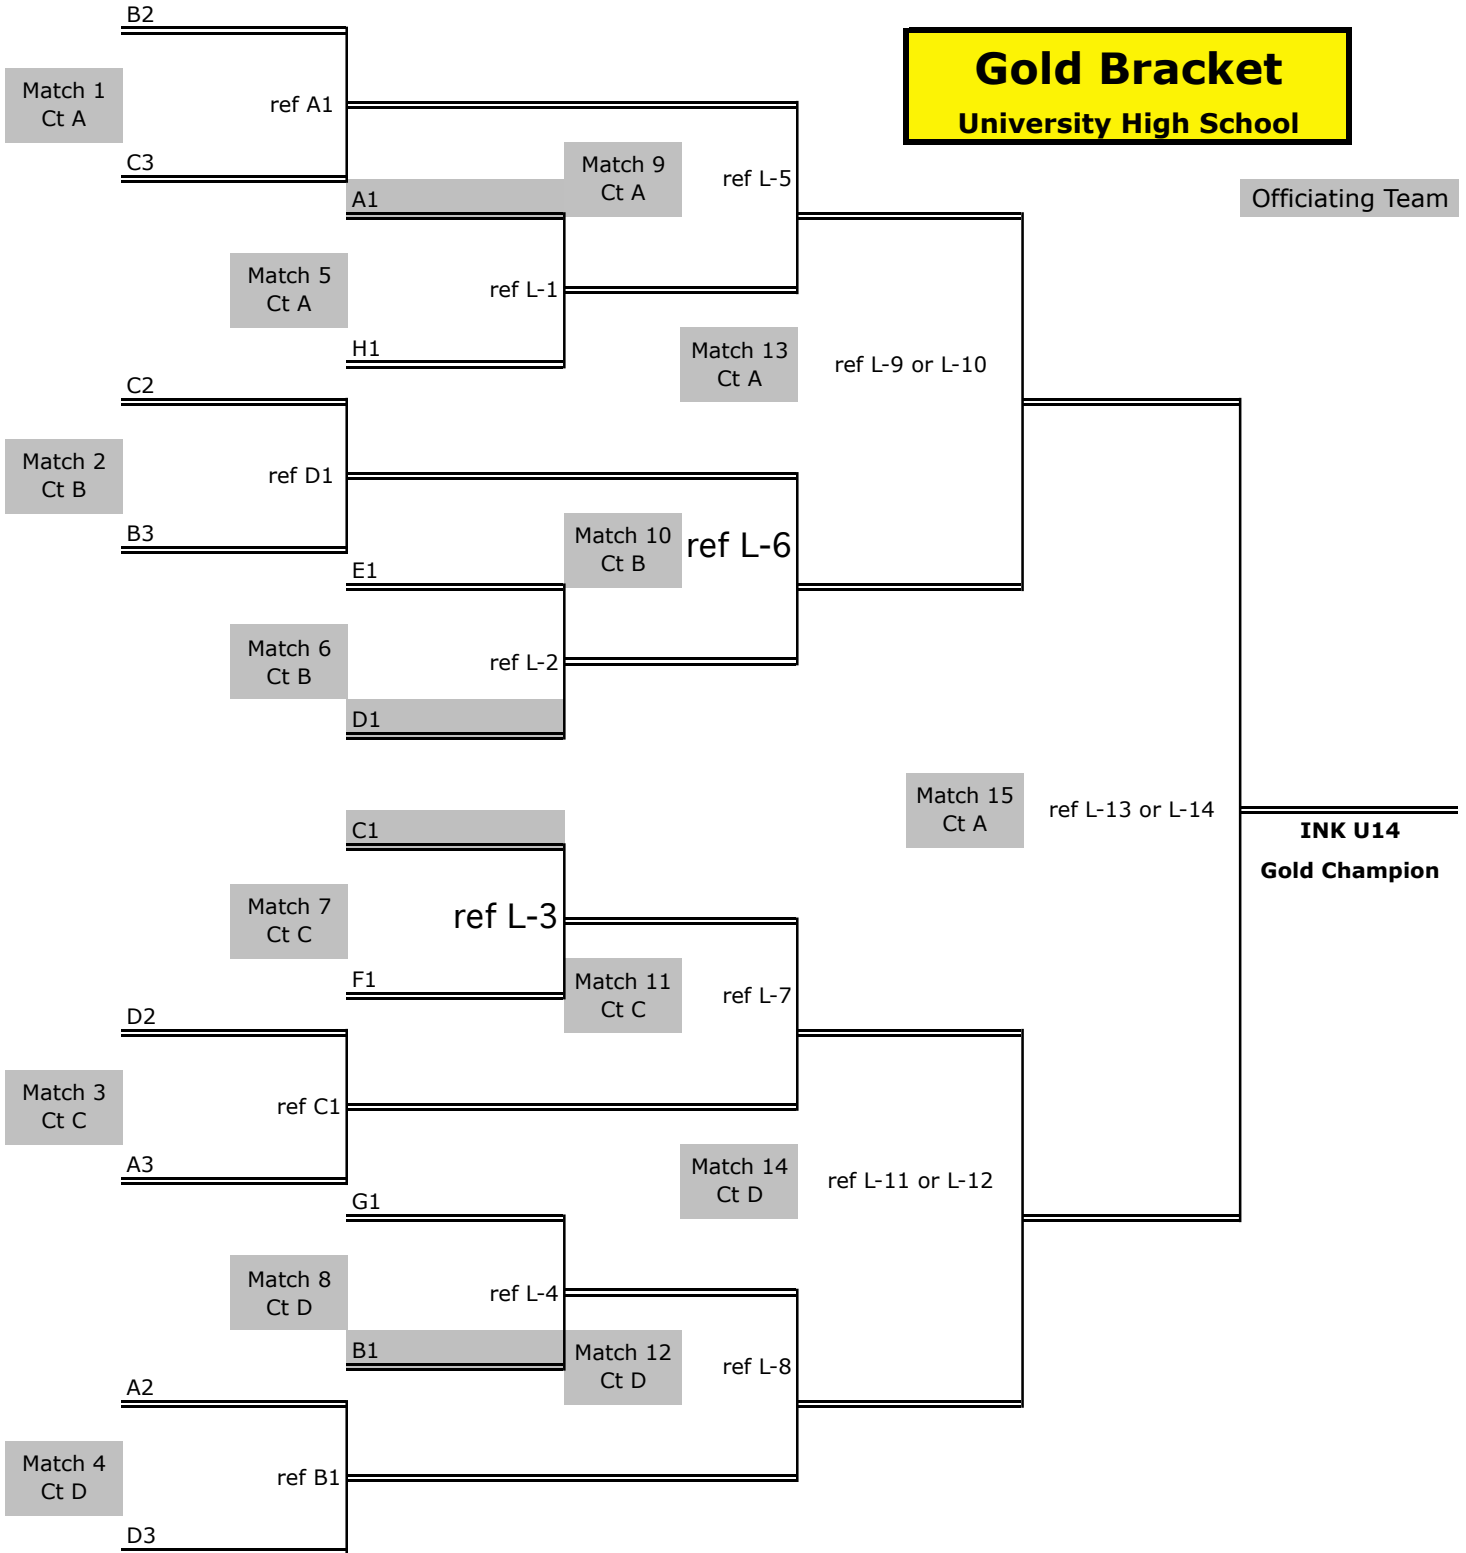 B2
Gold Bracket
University High School
Match 1
Ct A
ref A1
C3
Match 9
Ct A
ref L-5
A1
Officiating Team
Match 5
Ct A
ref L-1
H1
Match 13
Ct A
ref L-9 or L-10
C2
Match 2
Ct B
ref D1
B3
Match 10
Ct B
ref L-6
E1
Match 6
Ct B
ref L-2
D1
Match 15
Ct A
ref L-13 or L-14
INK U14
Gold Champion
C1
Match 7
Ct C
ref L-3
F1
Match 11
Ct C
ref L-7
D2
Match 3
Ct C
ref C1
A3
Match 14
Ct D
ref L-11 or L-12
G1
Match 8
Ct D
ref L-4
B1
Match 12
Ct D
ref L-8
A2
Match 4
Ct D
ref B1
D3